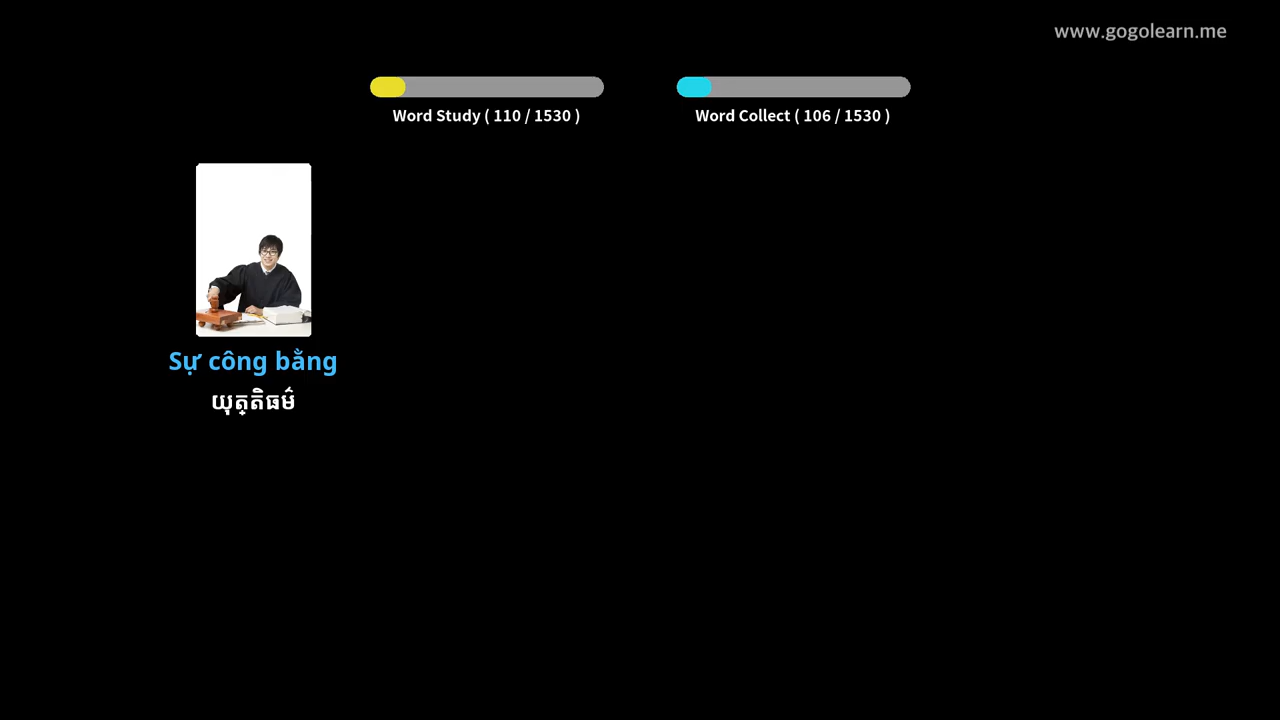 www.gogolearn.me
Word Study ( 110 / 1530 )
Word Collect ( 106 / 1530 )
Sự công bằng
យុត្តិធម៌